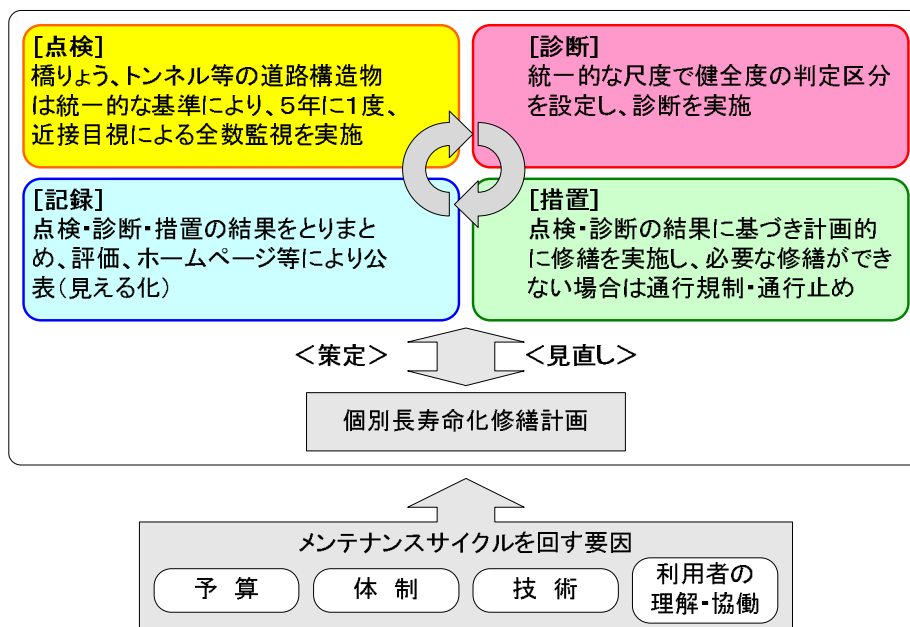 [点検]
橋りょう、トンネル等の道路構造物
は統一的な基準により、５年に１度、
近接目視による全数監視を実施
[診断]
統一的な尺度で健全度の判定区分
を設定し、診断を実施
[記録]
点検・診断・措置の結果をとりまと
め、評価、ホームページ等により公
表（見える化）
[措置]
点検・診断の結果に基づき計画的
に修繕を実施し、必要な修繕ができ
ない場合は通行規制・通行止め
＜策定＞
＜見直し＞
個別長寿命化修繕計画
メンテナンスサイクルを回す要因
予 算
体 制
技 術
利用者の
理解・協働